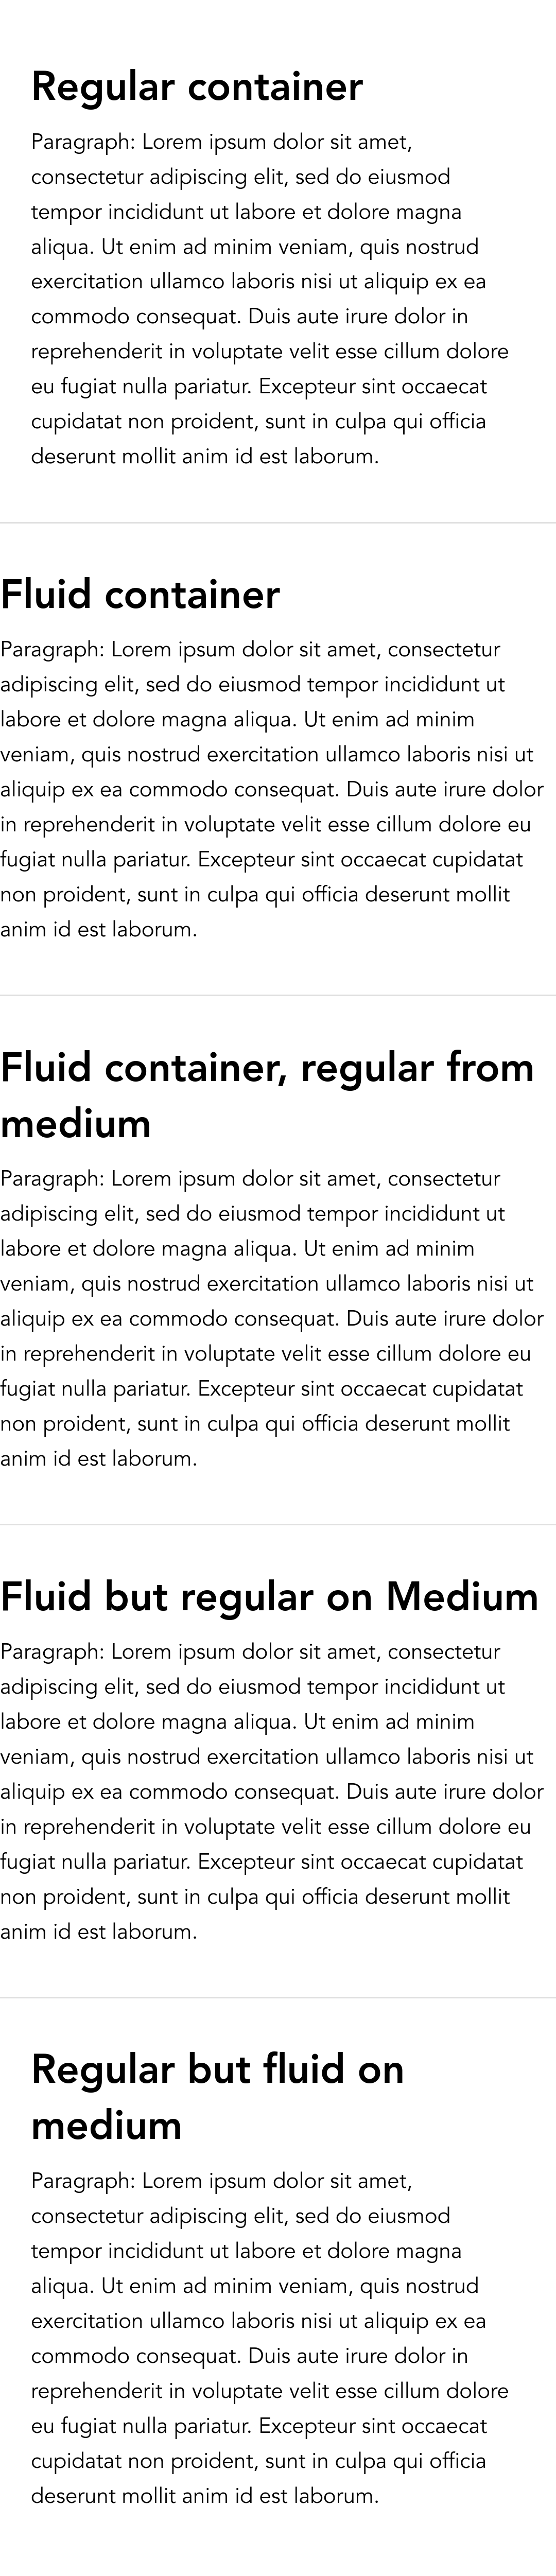 Regular container
Paragraph: Lorem ipsum dolor sit amet,
consectetur adipiscing elit, sed do eiusmod
tempor incididunt ut labore et dolore magna
aliqua. Ut enim ad minim veniam, quis nostrud
exercitation ullamco laboris nisi ut aliquip ex ea
commodo consequat. Duis aute irure dolor in
reprehenderit in voluptate velit esse cillum dolore
eu fugiat nulla pariatur. Excepteur sint occaecat
cupidatat non proident, sunt in culpa qui officia
deserunt mollit anim id est laborum.
Fluid container
Paragraph: Lorem ipsum dolor sit amet, consectetur
adipiscing elit, sed do eiusmod tempor incididunt ut
labore et dolore magna aliqua. Ut enim ad minim
veniam, quis nostrud exercitation ullamco laboris nisi ut
aliquip ex ea commodo consequat. Duis aute irure dolor
in reprehenderit in voluptate velit esse cillum dolore eu
fugiat nulla pariatur. Excepteur sint occaecat cupidatat
non proident, sunt in culpa qui officia deserunt mollit
anim id est laborum.
Fluid container, regular from
medium
Paragraph: Lorem ipsum dolor sit amet, consectetur
adipiscing elit, sed do eiusmod tempor incididunt ut
labore et dolore magna aliqua. Ut enim ad minim
veniam, quis nostrud exercitation ullamco laboris nisi ut
aliquip ex ea commodo consequat. Duis aute irure dolor
in reprehenderit in voluptate velit esse cillum dolore eu
fugiat nulla pariatur. Excepteur sint occaecat cupidatat
non proident, sunt in culpa qui officia deserunt mollit
anim id est laborum.
Fluid but regular on Medium
Paragraph: Lorem ipsum dolor sit amet, consectetur
adipiscing elit, sed do eiusmod tempor incididunt ut
labore et dolore magna aliqua. Ut enim ad minim
veniam, quis nostrud exercitation ullamco laboris nisi ut
aliquip ex ea commodo consequat. Duis aute irure dolor
in reprehenderit in voluptate velit esse cillum dolore eu
fugiat nulla pariatur. Excepteur sint occaecat cupidatat
non proident, sunt in culpa qui officia deserunt mollit
anim id est laborum.
Regular but fluid on
medium
Paragraph: Lorem ipsum dolor sit amet,
consectetur adipiscing elit, sed do eiusmod
tempor incididunt ut labore et dolore magna
aliqua. Ut enim ad minim veniam, quis nostrud
exercitation ullamco laboris nisi ut aliquip ex ea
commodo consequat. Duis aute irure dolor in
reprehenderit in voluptate velit esse cillum dolore
eu fugiat nulla pariatur. Excepteur sint occaecat
cupidatat non proident, sunt in culpa qui officia
deserunt mollit anim id est laborum.